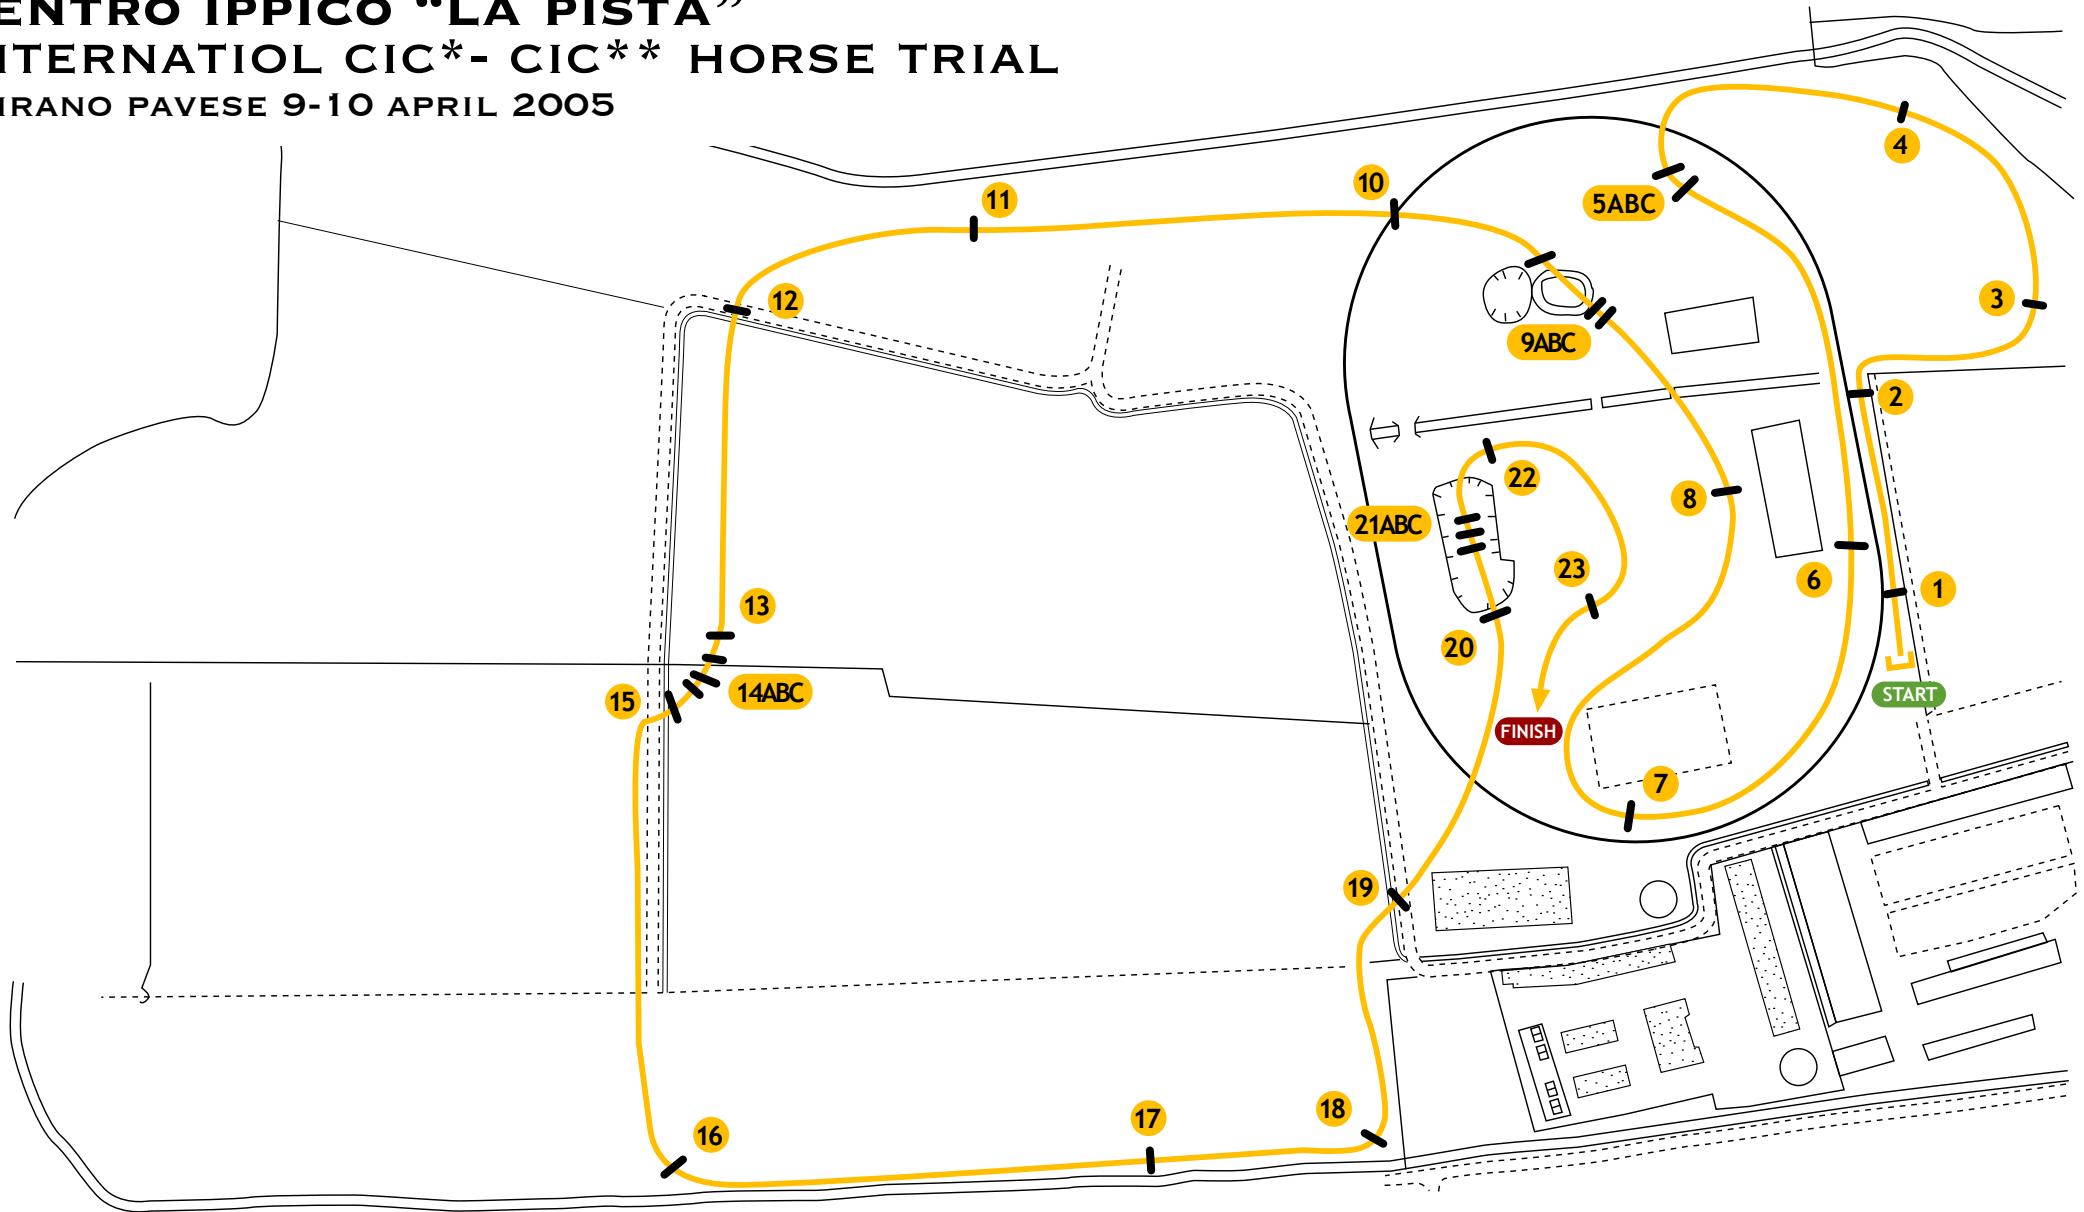 ENTRO IPPICO “LA PISTA”
NTERNATIOL CIC*- CIC** HORSE TRIAL
IRANO PAVESE 9-10 APRIL 2005
4
10
11
5ABC
3
12
9ABC
2
22
8
21ABC
23
6
1
13
20
15
14ABC
START
FINISH
7
19
18
17
16